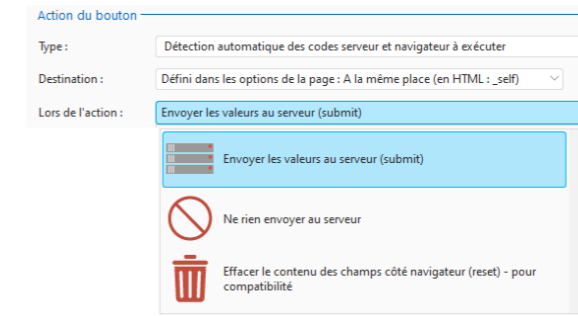 Action du bouton
Type :
Détection automatique des codes serveur et navigateur à exécuter
Destination :
Défini dans les options de la page : A la même place (en HTML : _self)
Lors de l'action :
Envoyer les valeurs au serveur (submit)
Envoyer les valeurs au serveur (submit)
Ne rien envoyer au serveur
Effacer le contenu des champs côté navigateur (reset) - pour
compatibilité